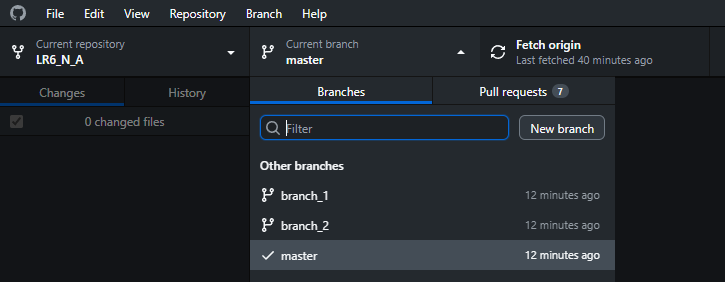 File Edit View Repository Branch Help
Current repository
LR6_N_A
Current branch
master
Fetch origin
Last fetched 40 minutes ago
Changes History
Branches Pull requests 7
0 changed files
Filter New branch
Other branches
branch_1 12 minutes ago
branch_2 12 minutes ago
master 12 minutes ago